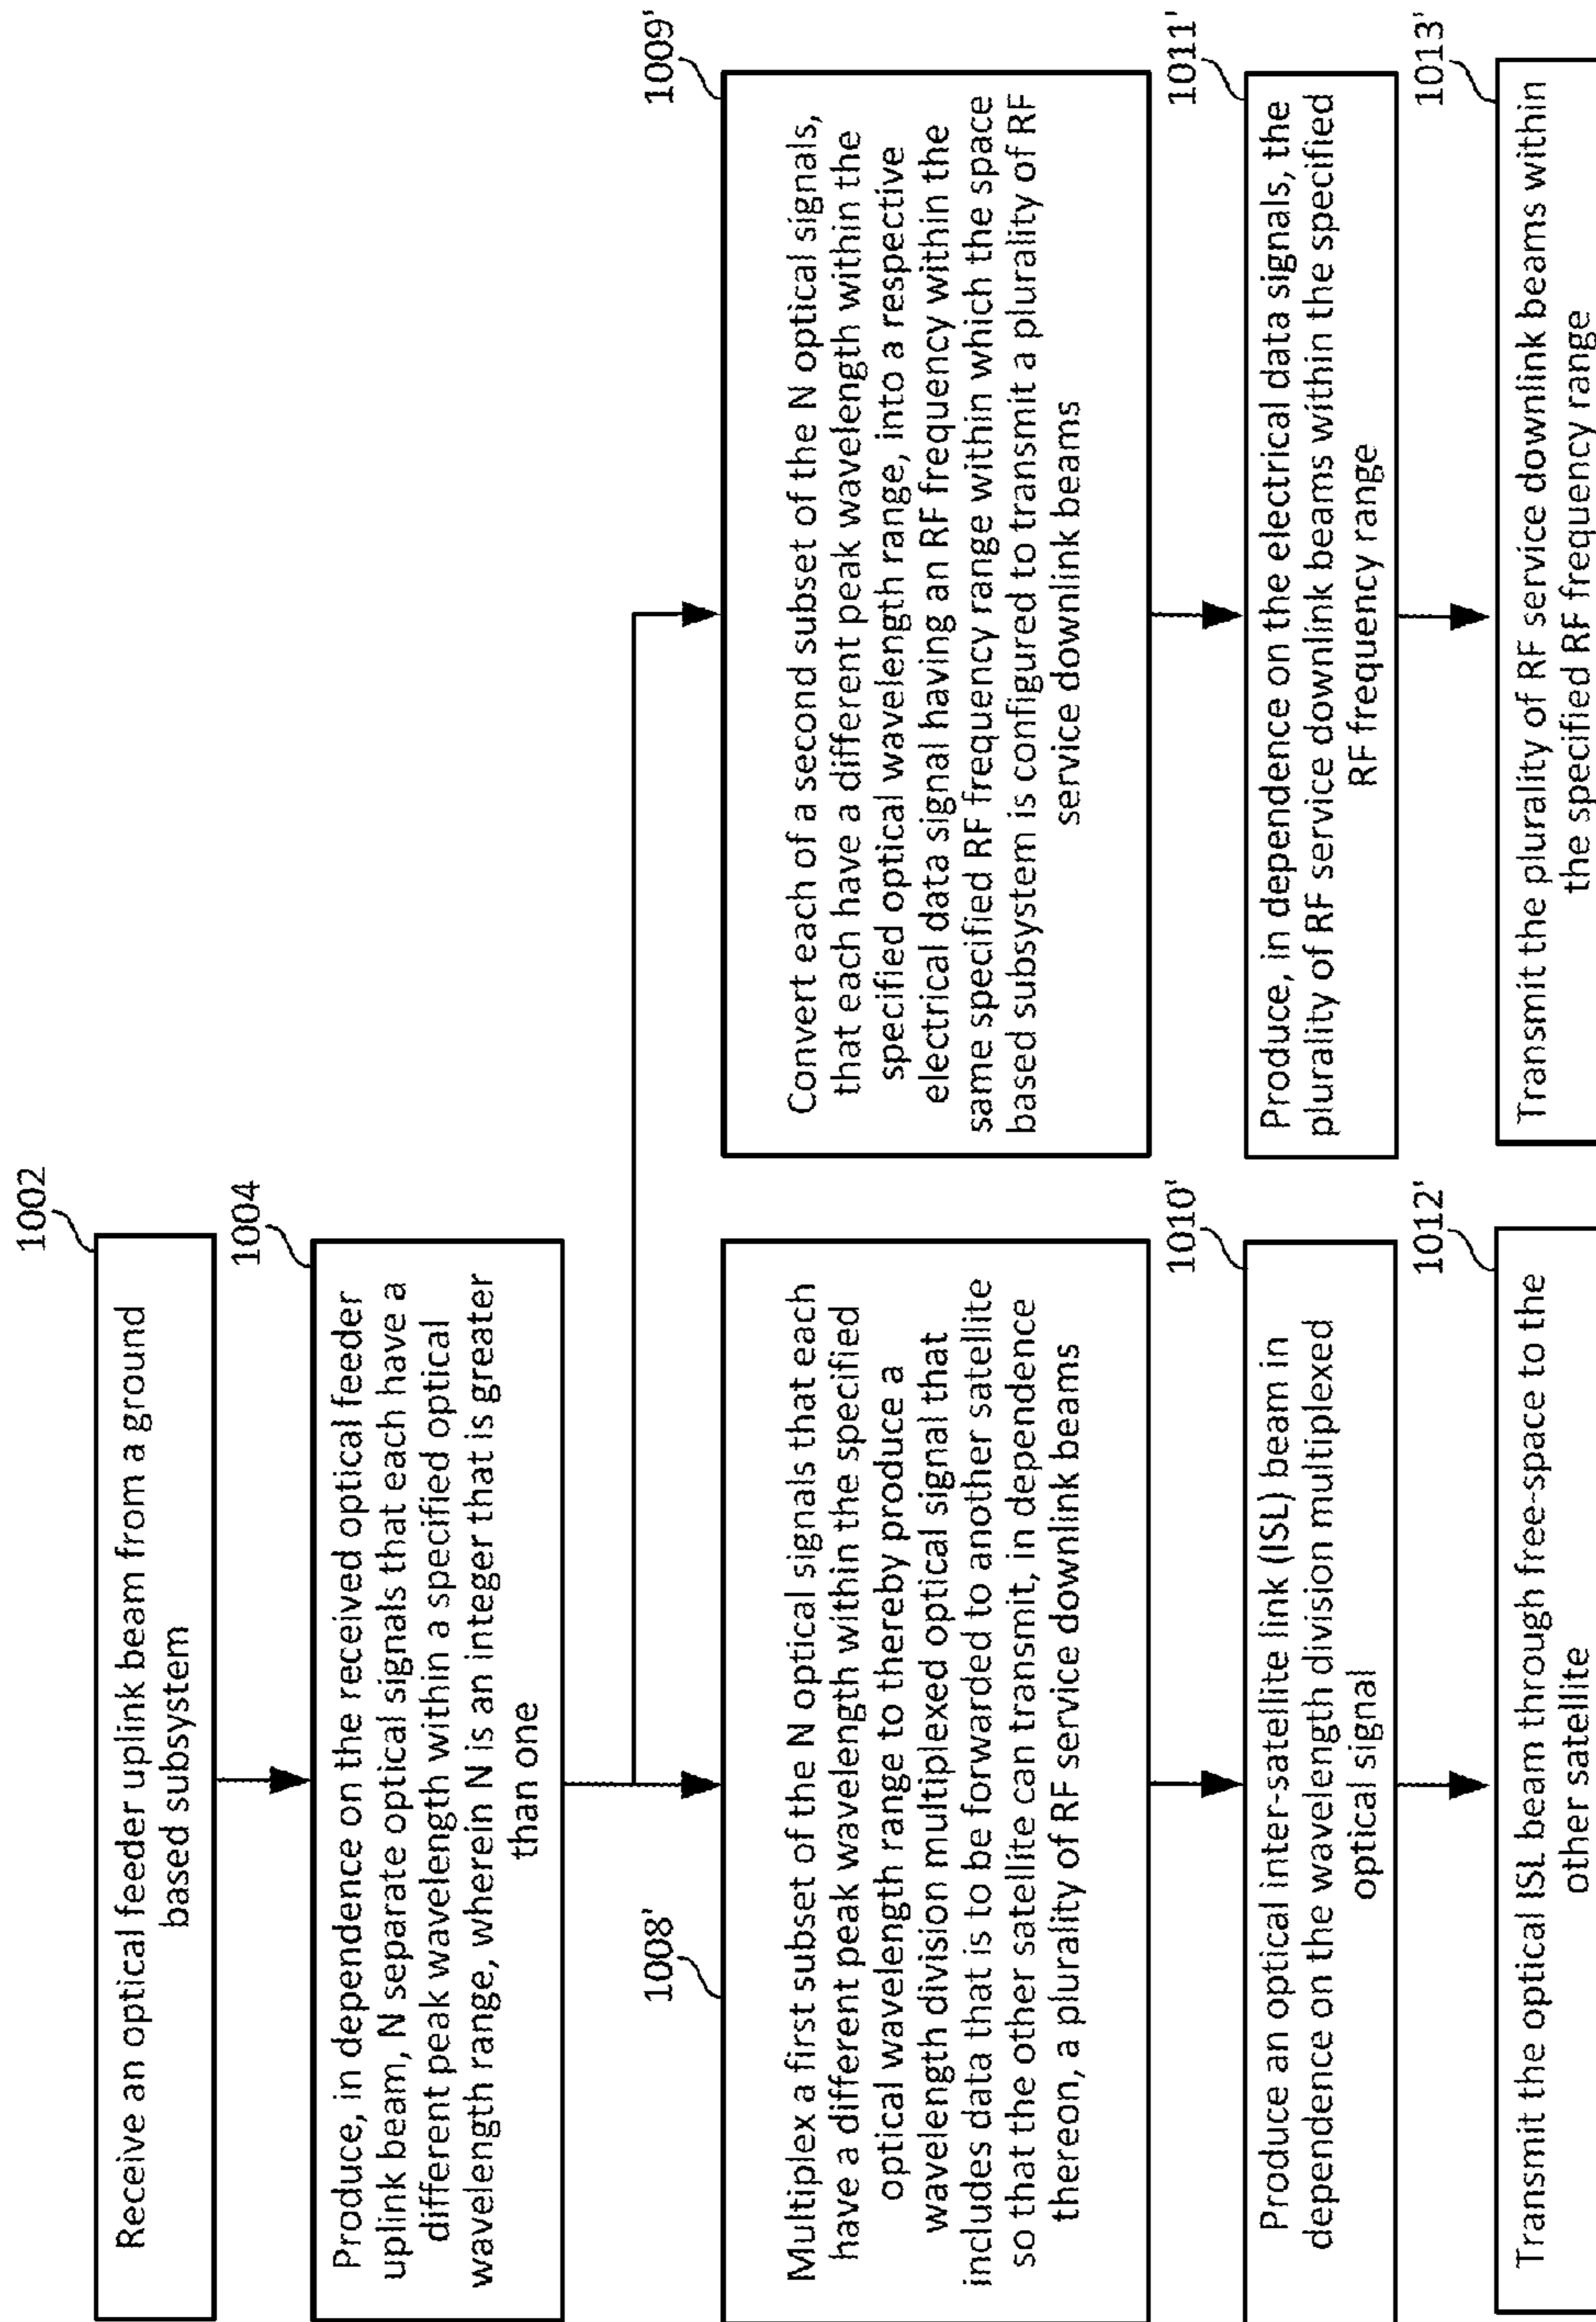 1002
Receive an optical feeder uplink beam from a ground
based subsystem
1004
Produce, in dependence on the received optical feeder
uplink beam, N separate optical signals that each have a
different peak wavelength within a specified optical
wavelength range, wherein N is an integer that is greater
than one
1008'
Multiplex a first subset of the N optical signals that each
have a different peak wavelength within the specified
optical wavelength range to thereby produce a
wavelength division multiplexed optical signal that
includes data that is to be forwarded to another satellite
so that the other satellite can transmit, in dependence
thereon, a plurality of RF service downlink beams
1010'
Produce an optical inter-satellite link (ISL) beam in
dependence on the wavelength division multiplexed
optical signal
1012'
Transmit the optical ISL beam through free-space to the
other satellite
1009'
Convert each of a second subset of the N optical signals,
that each have a different peak wavelength within the
specified optical wavelength range, into a respective
electrical data signal having an RF frequency within the
same specified RF frequency range within which the space
based subsystem is configured to transmit a plurality of RF
service downlink beams
1011'
Produce, in dependence on the electrical data signals, the
plurality of RF service downlink beams within the specified
RF frequency range
1013'
Transmit the plurality of RF service downlink beams within
the specified RF frequency range